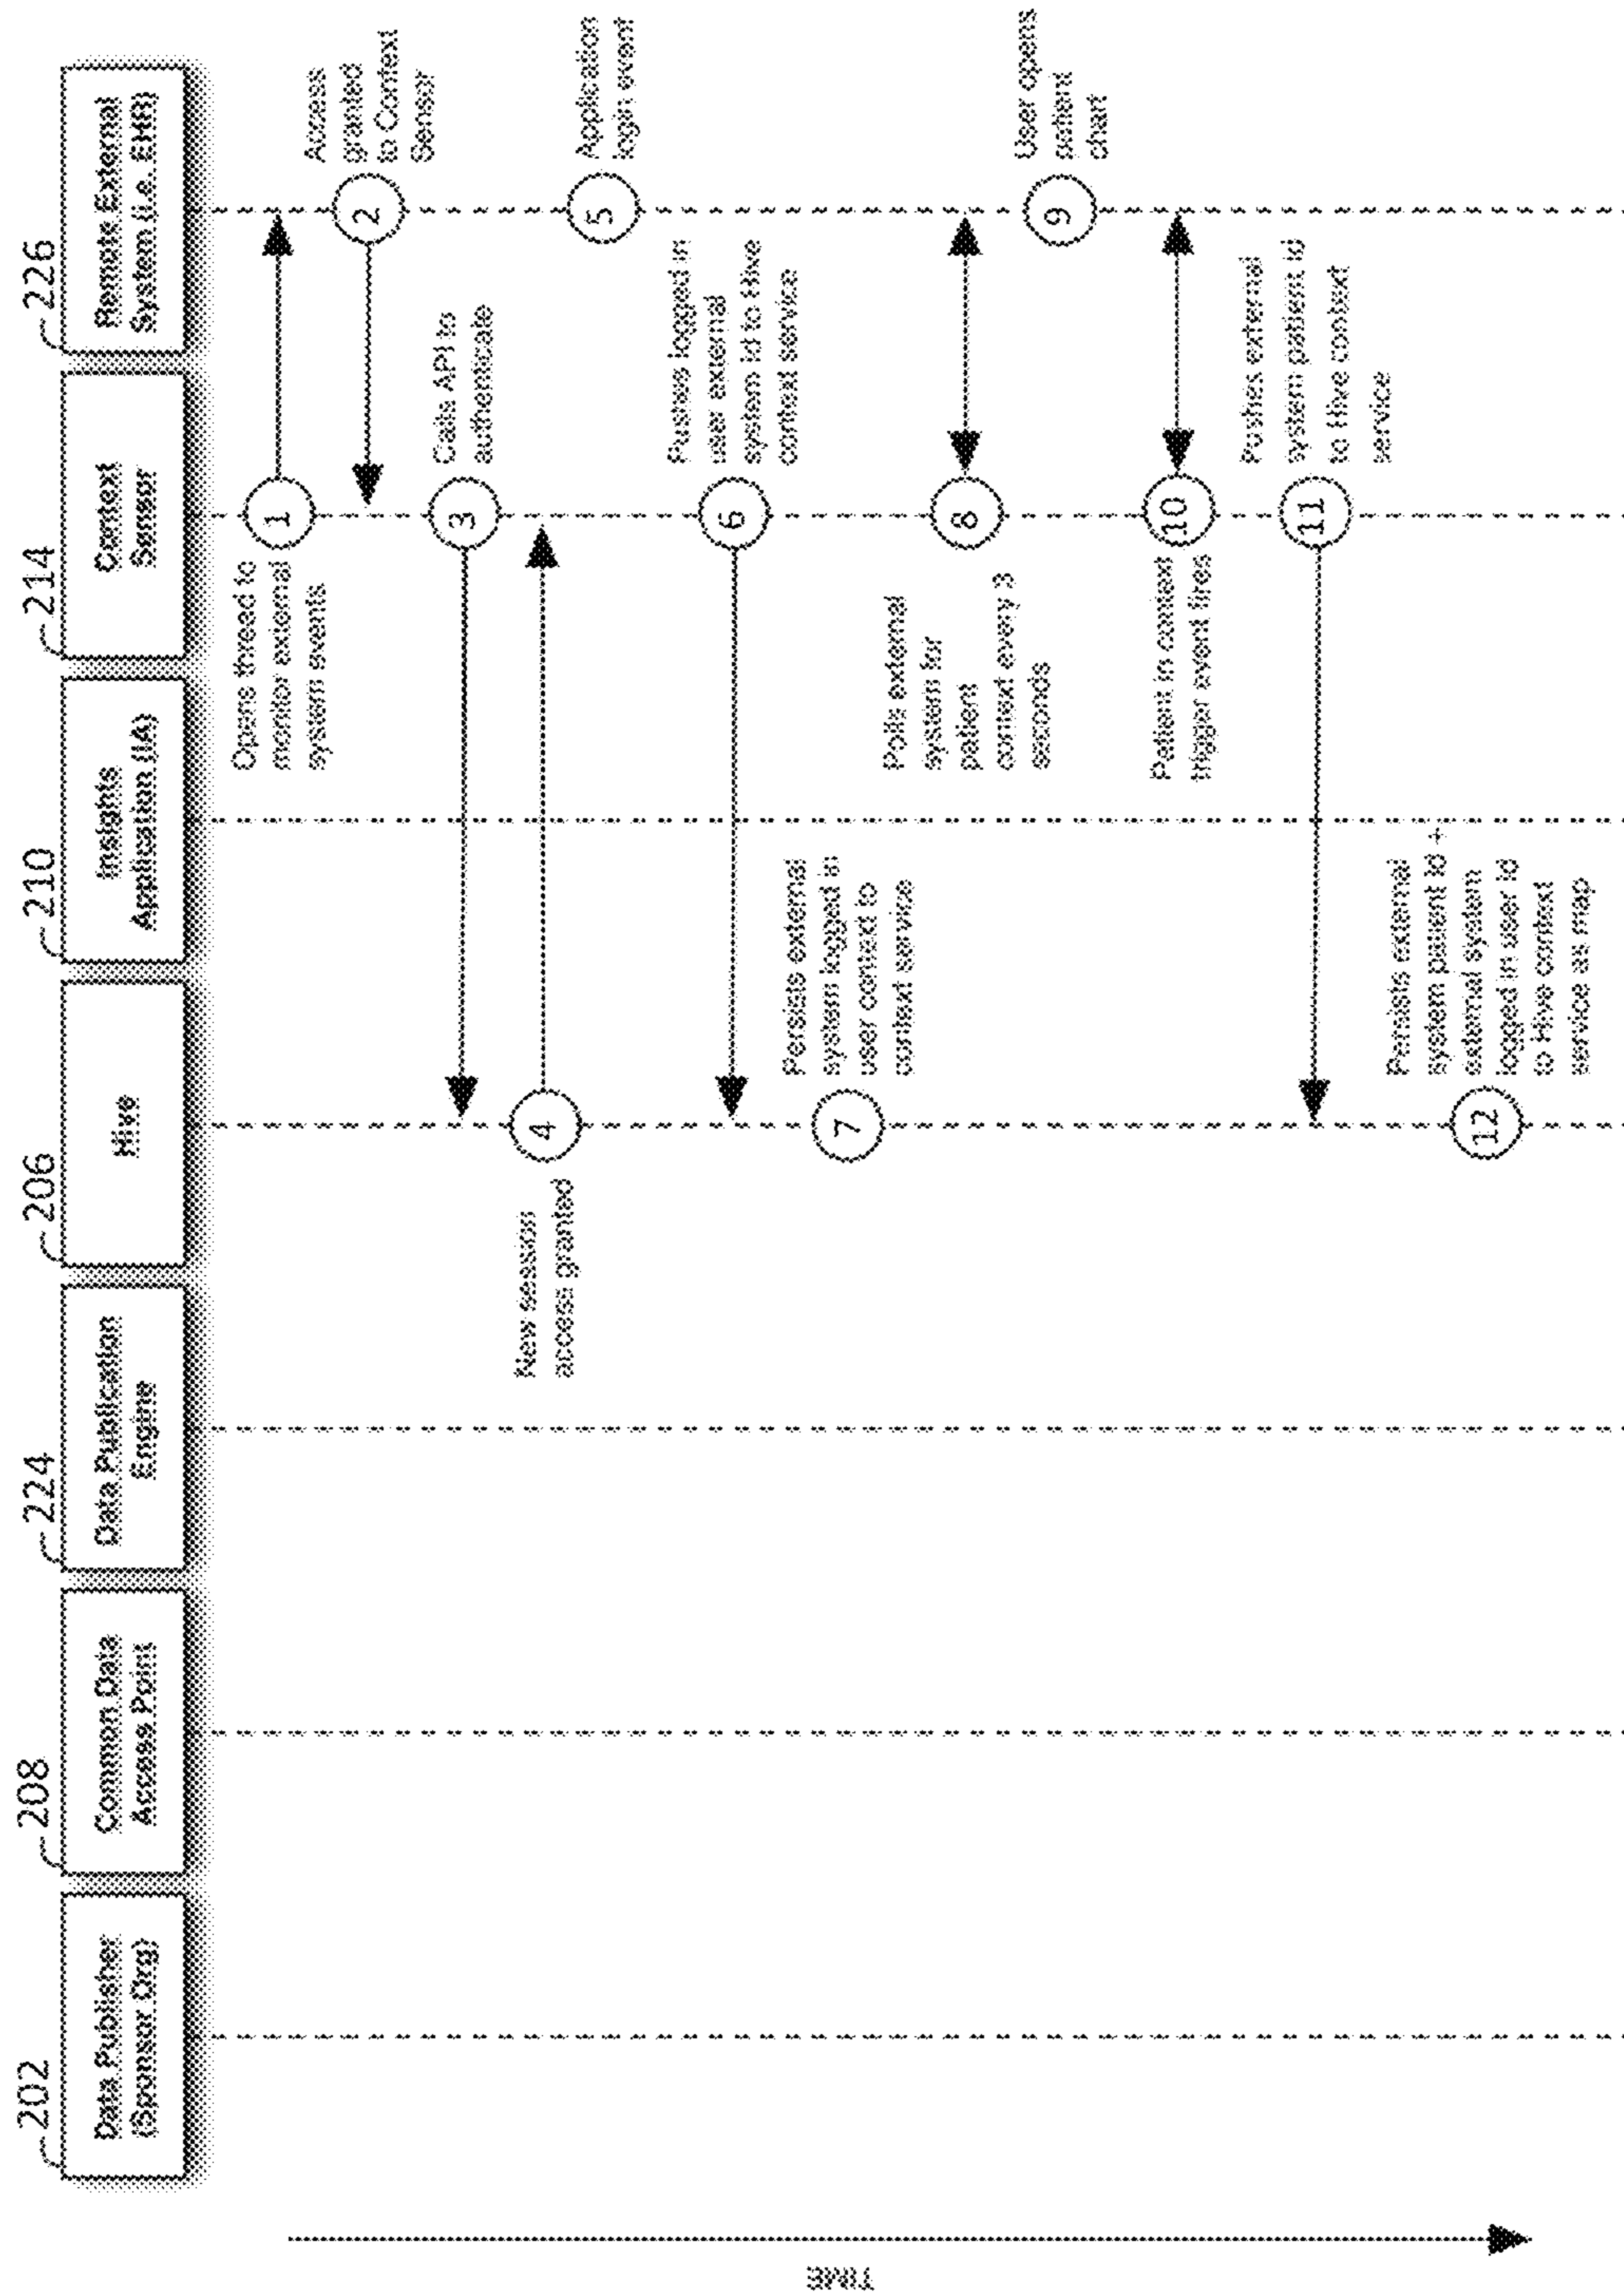 202
Data Publisher
(Sponsor Org)
208
Common Data
Access Point
224
Data Publication
Engine
206
Hive
210
Insights
Application (IA)
214
Context
Sensor
226
Remote External
System (i.e. EHR)
TIME
Opens thread to
monitor external
system events
1
2
Access
granted
to Context
Sensor
3
Calls API to
authenticate
New session
access granted
4
5
Application
login event
6
Pushes logged in
user external
system id to Hive
context service
7
Persists external
system logged in
user context to
context service
Polls external
system for
patient
context every 3
seconds
8
9
User opens
patient
chart
Patient in context
trigger event fires
10
11
Pushes external
system patient id
to Hive context
service
12
Persists external
system patient id +
external system
logged in user id
to Hive context
service as map